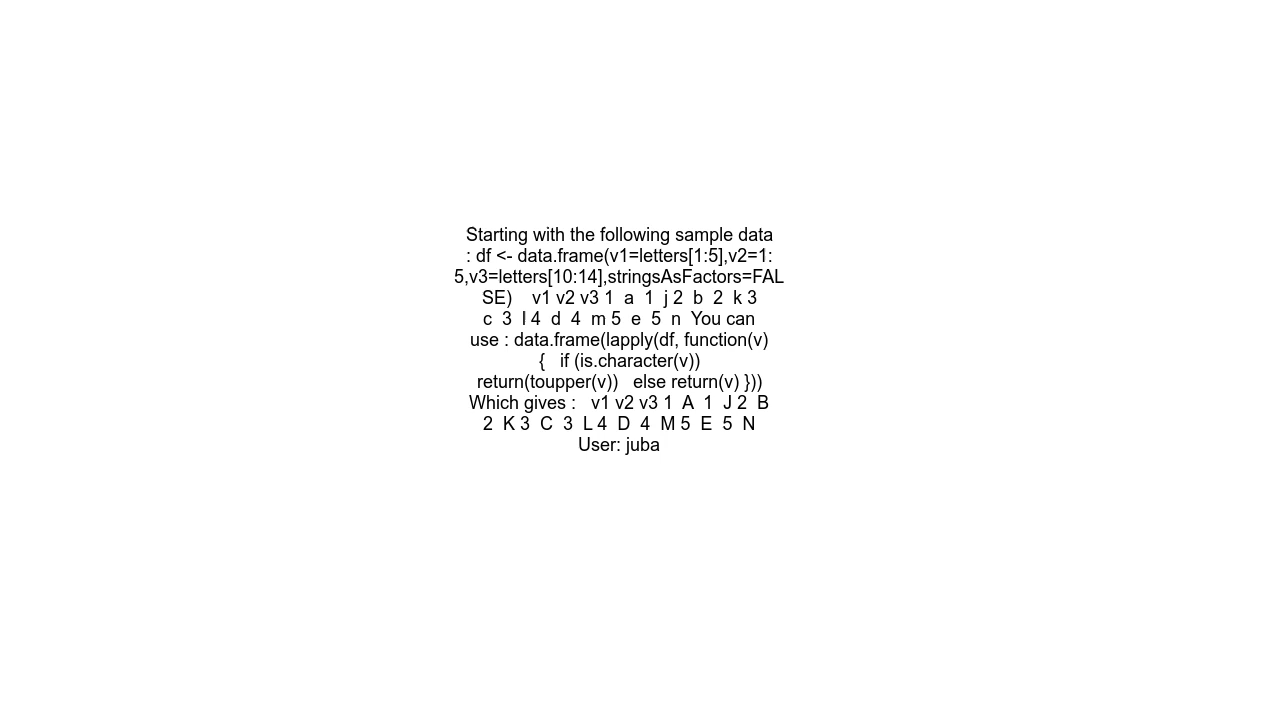 Starting with the following sample data
: df <- data.frame(v1=letters[1:5],v2=1:
5,v3=letters[10:14],stringsAsFactors=FAL
SE)    v1 v2 v3 1  a  1  j 2  b  2  k 3
c  3  l 4  d  4  m 5  e  5  n  You can
use : data.frame(lapply(df, function(v)
{   if (is.character(v))
return(toupper(v))   else return(v) }))
Which gives :   v1 v2 v3 1  A  1  J 2  B
2  K 3  C  3  L 4  D  4  M 5  E  5  N
User: juba